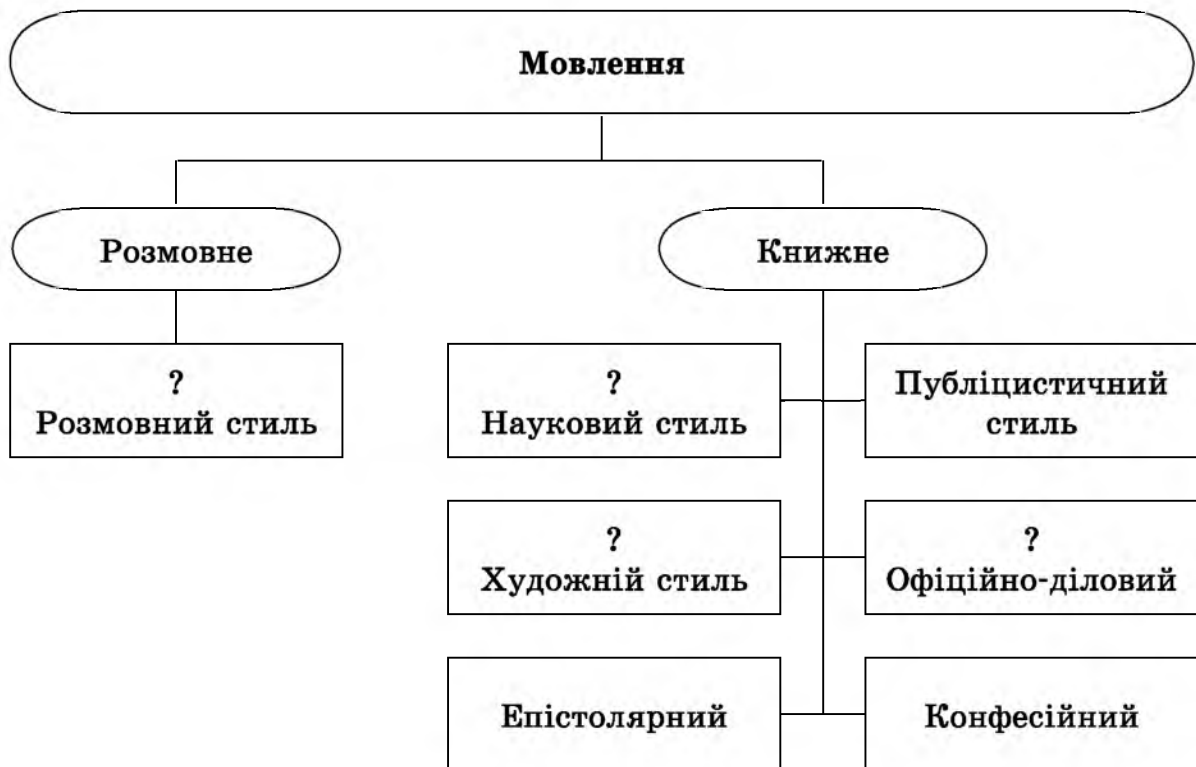 Мовлення
Розмовне
Книжне
?
Розмовний стиль
?
Науковий стиль
Публіцистичний
стиль
?
Художній стиль
?
Офіційно-діловий
Епістолярний
Конфесійний